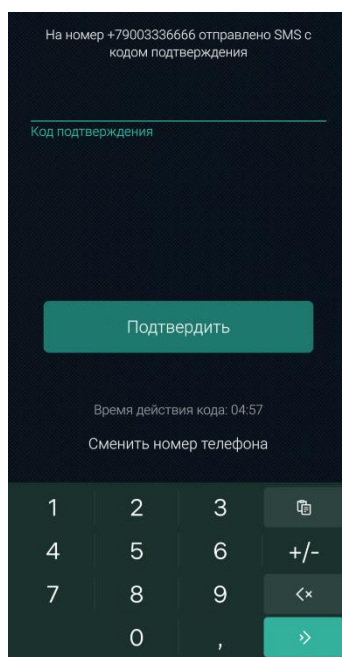 На номер +79003336666 отправлено SMS с
кодом подтверждения
Код подтверждения
Подтвердить
Время действия кода: 04:57
Сменить номер телефона
1 2 3
4 5 6 +/-
7 8 9
0 ,